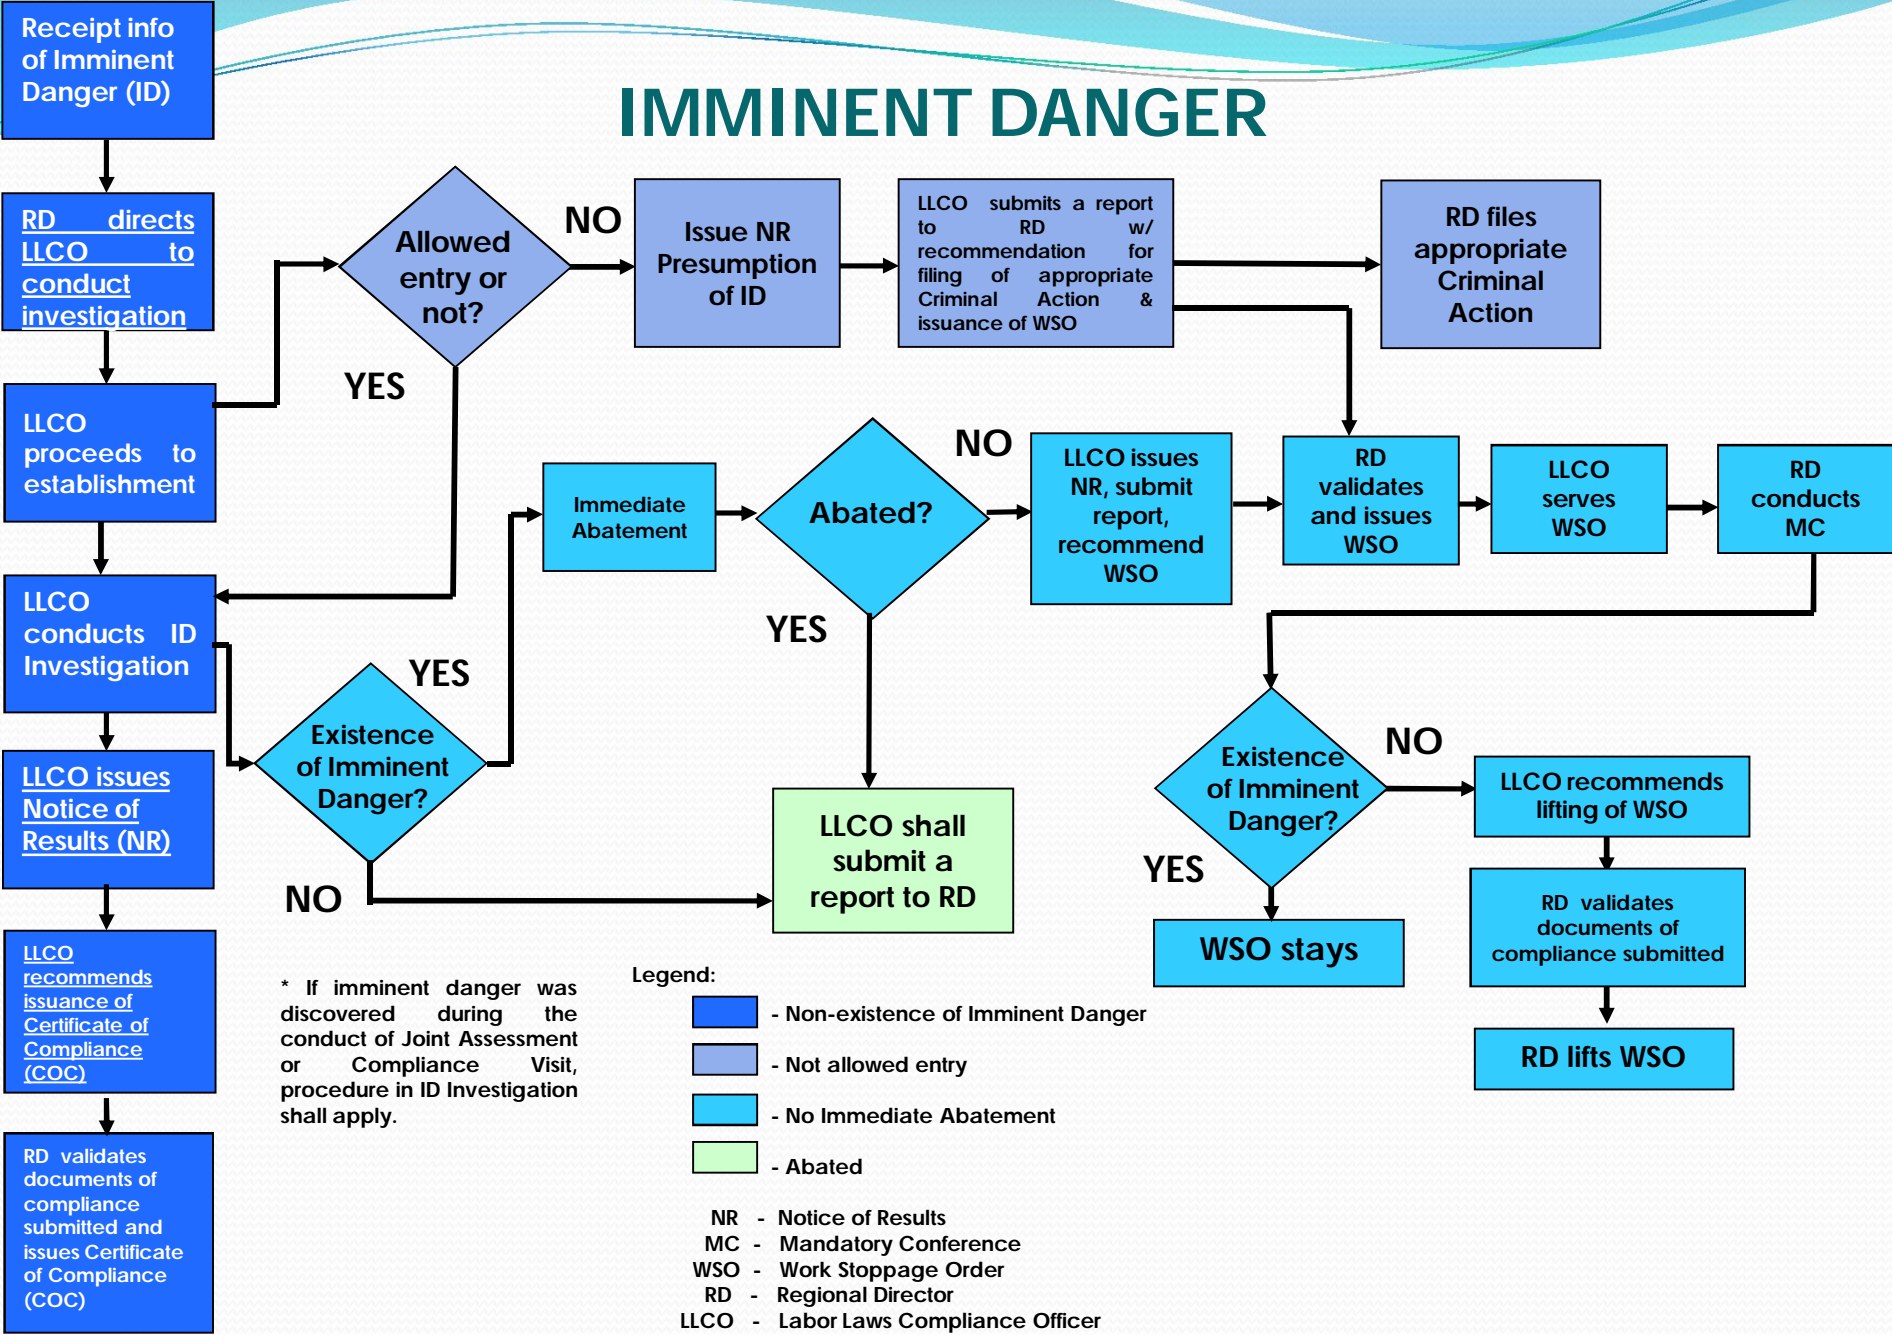 Receipt info
of Imminent
Danger (ID)
IMMINENT DANGER
RD directs
LLCO to
conduct
investigation
Allowed
entry or
not?
NO
YES
Issue NR
Presumption
of ID
LLCO submits a report
to RD w/
recommendation for
filing of appropriate
Criminal Action &
issuance of WSO
RD files
appropriate
Criminal
Action
LLCO
proceeds to
establishment
Immediate
Abatement
Abated?
NO
YES
LLCO issues
NR, submit
report,
recommend
WSO
RD
validates
and issues
WSO
LLCO
serves
WSO
RD
conducts
MC
LLCO
conducts ID
Investigation
YES
Existence
of Imminent
Danger?
NO
LLCO shall
submit a
report to RD
Existence
of Imminent
Danger?
NO
YES
LLCO recommends
lifting of WSO
WSO stays
RD validates
documents of
compliance submitted
RD lifts WSO
LLCO issues
Notice of
Results (NR)
LLCO
recommends
issuance of
Certificate of
Compliance
(COC)
RD validates
documents of
compliance
submitted and
issues Certificate
of Compliance
(COC)
* If imminent danger was
discovered during the
conduct of Joint Assessment
or Compliance Visit,
procedure in ID Investigation
shall apply.
Legend:
- Non-existence of Imminent Danger
- Not allowed entry
- No Immediate Abatement
- Abated
NR - Notice of Results
MC - Mandatory Conference
WSO - Work Stoppage Order
RD - Regional Director
LLCO - Labor Laws Compliance Officer